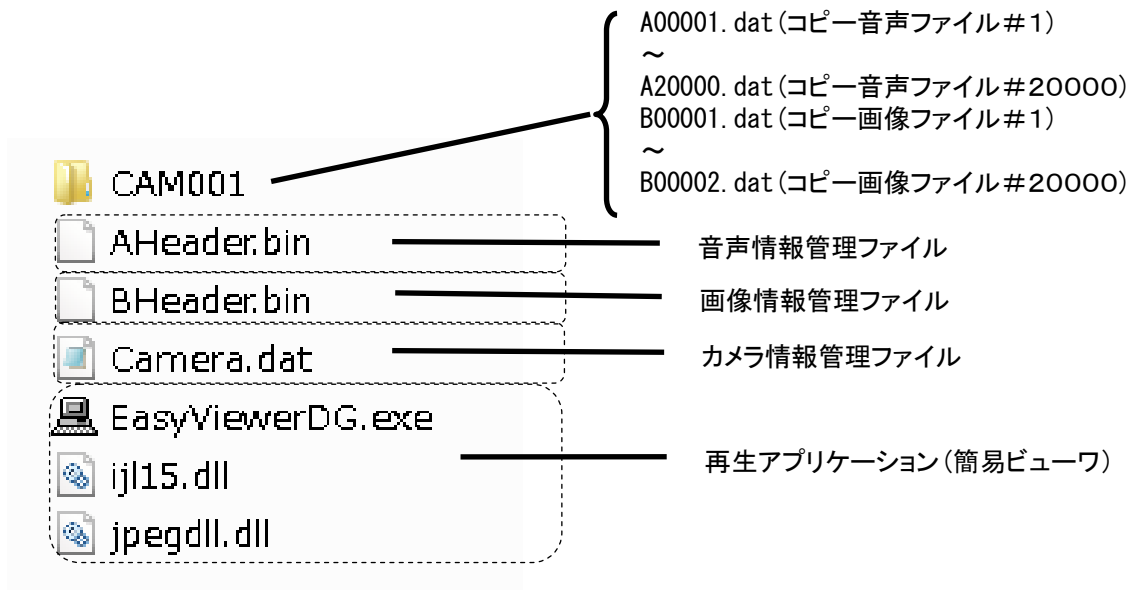 A00001.dat(コピー音声ファイル#1)
～
A20000.dat(コピー音声ファイル#20000)
B00001.dat(コピー画像ファイル#1)
～
B00002.dat(コピー画像ファイル#20000)
CAM001
AHeader.bin
音声情報管理ファイル
BHeader.bin
画像情報管理ファイル
Camera.dat
カメラ情報管理ファイル
EasyViewerDG.exe
ijl15.dll
再生アプリケーション(簡易ビューワ)
jpegdll.dll